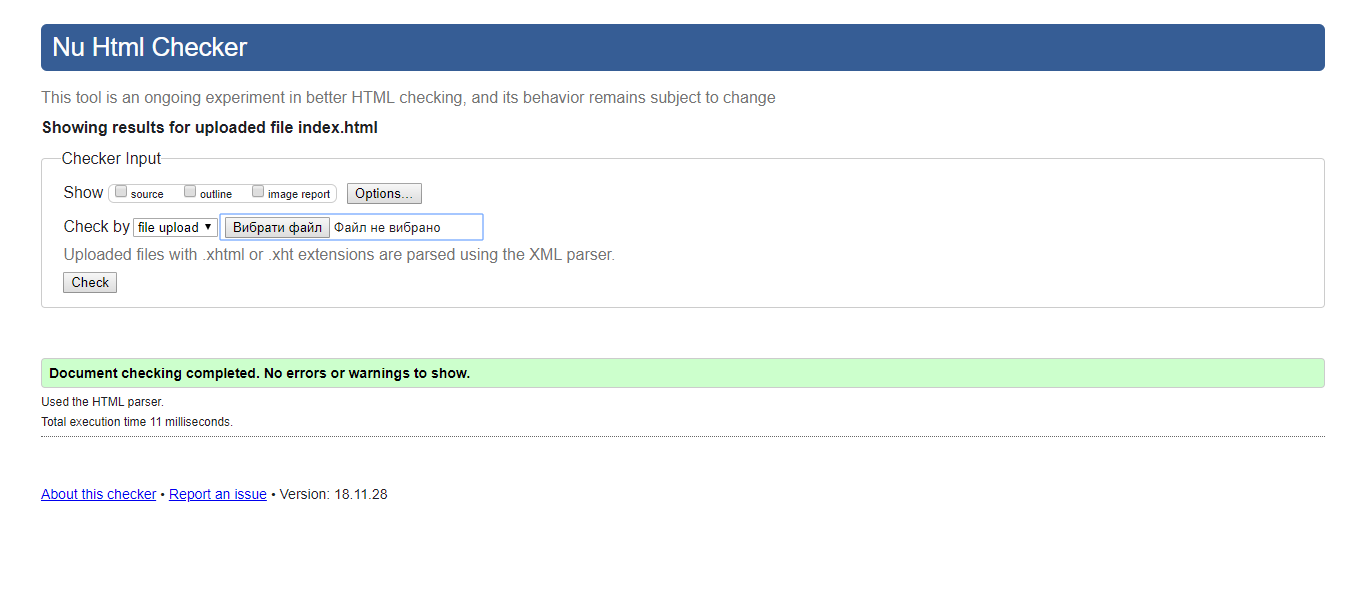 Nu Html Checker
This tool is an ongoing experiment in better HTML checking, and its behavior remains subject to change
Showing results for uploaded file index.html
Checker Input
Show source outline image report Options...
Check by file upload Вибрати файл Файл не вибрано
Uploaded files with .xhtml or .xht extensions are parsed using the XML parser.
Check
Document checking completed. No errors or warnings to show.
Used the HTML parser.
Total execution time 11 milliseconds.
About this checker • Report an issue • Version: 18.11.28